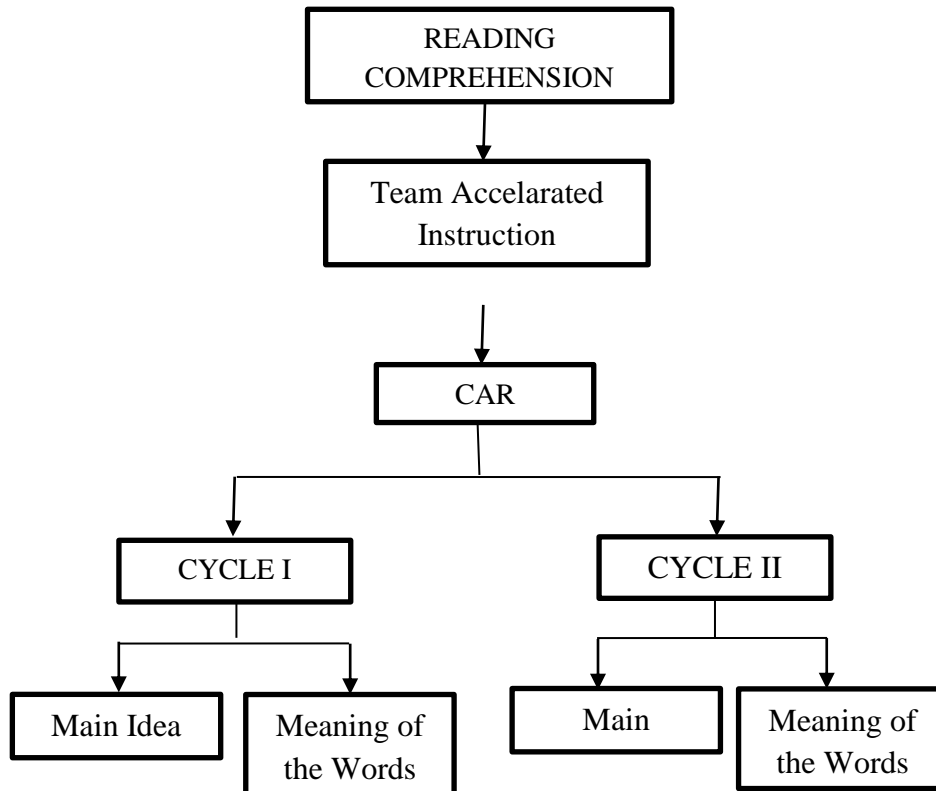 READING
COMPREHENSION
Team Accelarated
Instruction
CAR
CYCLE I
CYCLE II
Main Idea
Meaning of
the Words
Main
Meaning of
the Words